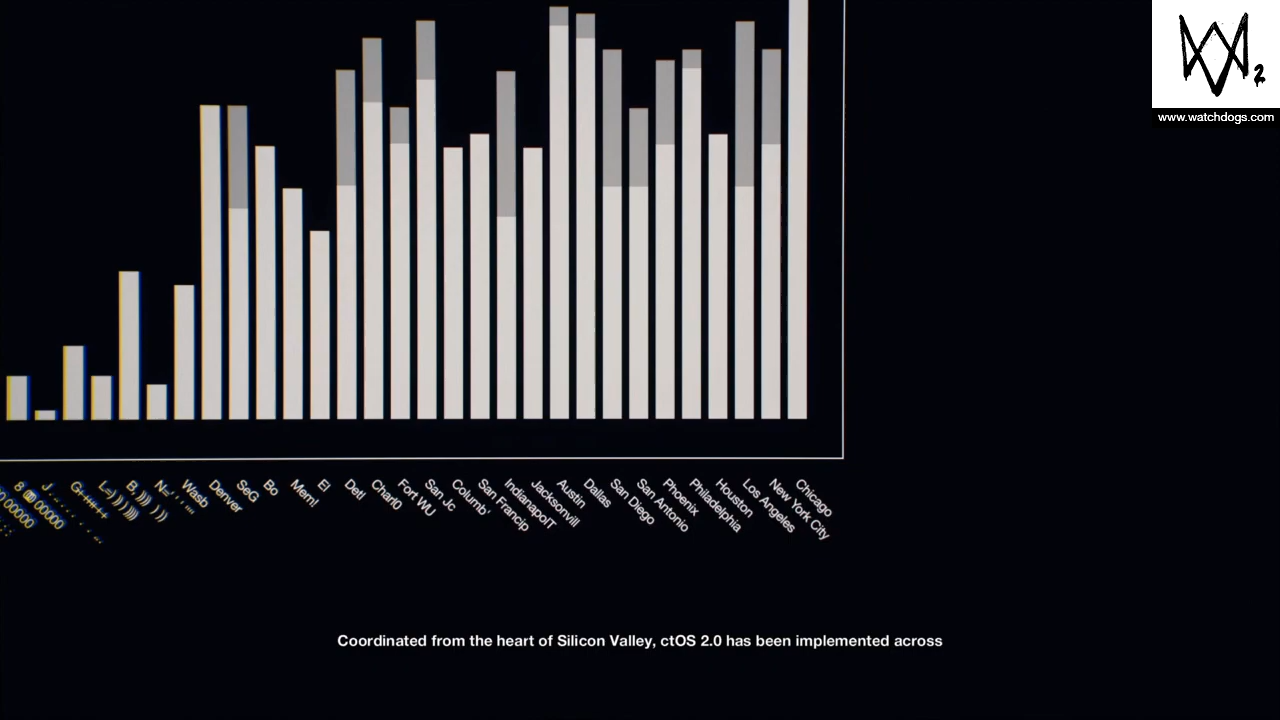 2
www.watchdogs.com
Wasb
Denver
SeG
Bo
Mem!
El
Det!
Charl0
Fort WU
San Jc
Columb'
San Francip
IndianapolT
Jacksonvill
Austin
Dallas
San Diego
San Antonio
Phoenix
Philadelphia
Houston
Los Angeles
New York City
Chicago
Coordinated from the heart of Silicon Valley, ctOS 2.0 has been implemented across